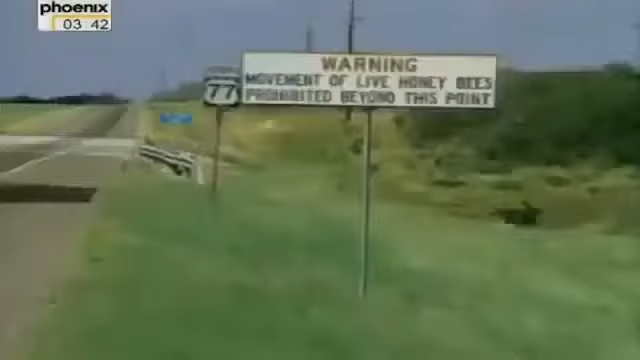 phoenix
03:42
WARNING
MOVEMENT OF LIVE HONEY BEES
PROHIBITED BEYOND THIS POINT
77